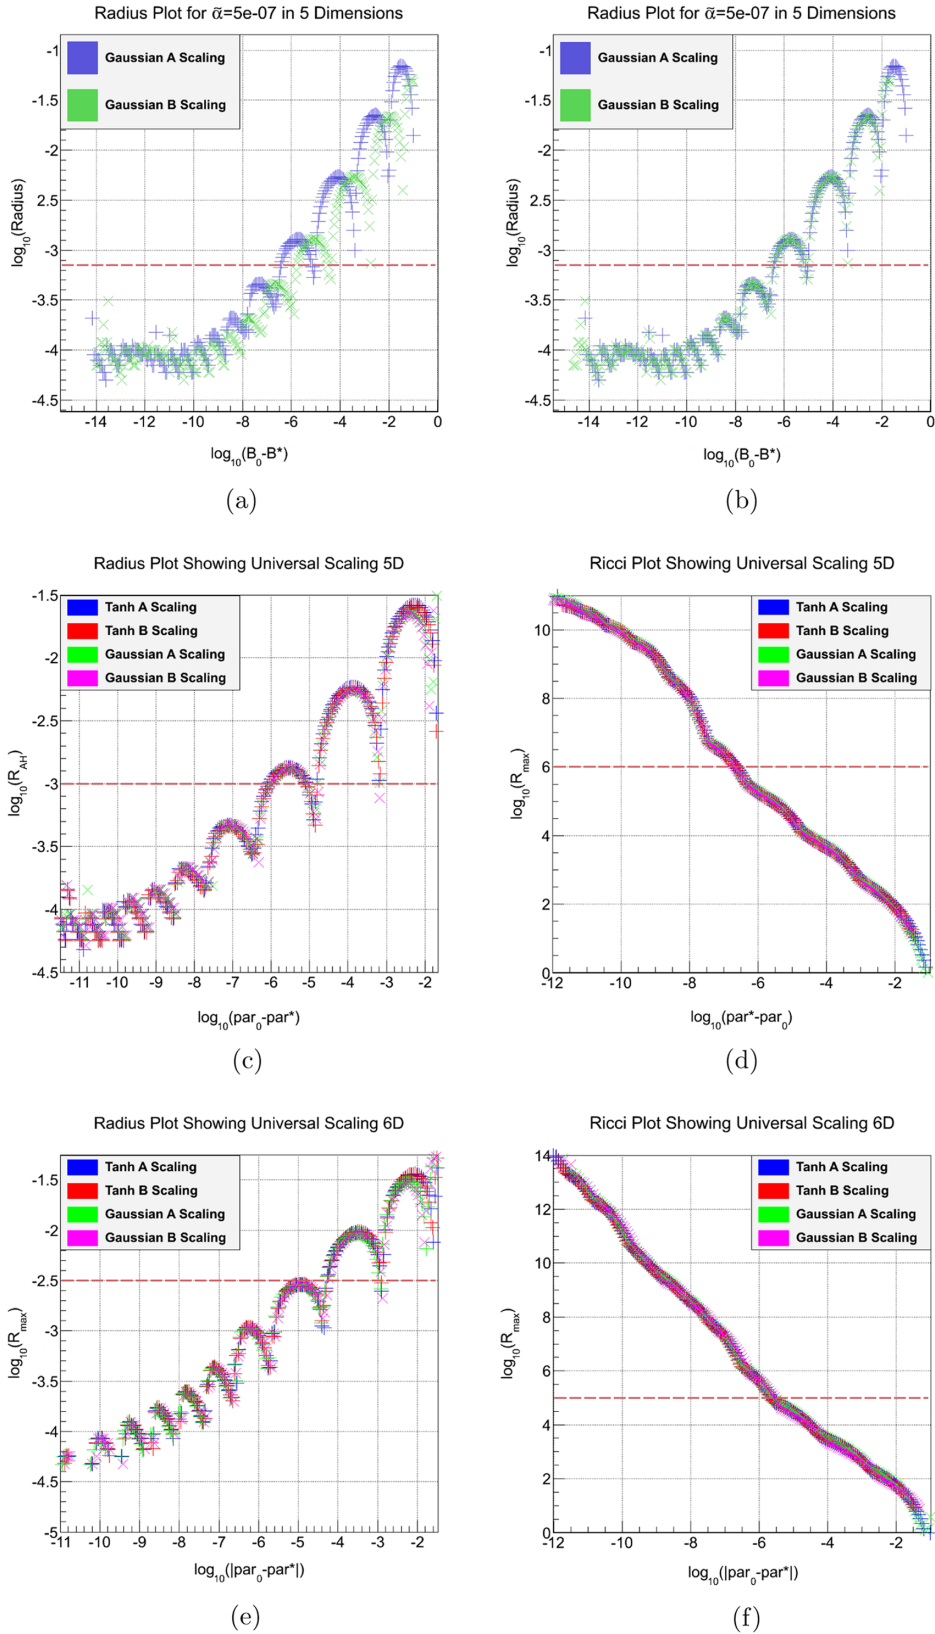 Radius Plot for α̃=5e-07 in 5 Dimensions
Gaussian A Scaling
Gaussian B Scaling
log10(Radius)
-1
-1.5
-2
-2.5
-3
-3.5
-4
-4.5
-14 -12 -10 -8 -6 -4 -2 0
log10(B0-B*)
(a)
Radius Plot for α̃=5e-07 in 5 Dimensions
Gaussian A Scaling
Gaussian B Scaling
log10(Radius)
-1
-1.5
-2
-2.5
-3
-3.5
-4
-4.5
-14 -12 -10 -8 -6 -4 -2 0
log10(B0-B*)
(b)
Radius Plot Showing Universal Scaling 5D
Tanh A Scaling
Tanh B Scaling
Gaussian A Scaling
Gaussian B Scaling
log10(RAH)
-1.5
-2
-2.5
-3
-3.5
-4
-4.5
-11 -10 -9 -8 -7 -6 -5 -4 -3 -2
log10(par0-par*)
(c)
Ricci Plot Showing Universal Scaling 5D
Tanh A Scaling
Tanh B Scaling
Gaussian A Scaling
Gaussian B Scaling
log10(Rmax)
10
8
6
4
2
0
-12 -10 -8 -6 -4 -2
log10(par*-par0)
(d)
Radius Plot Showing Universal Scaling 6D
Tanh A Scaling
Tanh B Scaling
Gaussian A Scaling
Gaussian B Scaling
log10(Rmax)
-1.5
-2
-2.5
-3
-3.5
-4
-4.5
-5
-11 -10 -9 -8 -7 -6 -5 -4 -3 -2
log10(|par0-par*|)
(e)
Ricci Plot Showing Universal Scaling 6D
Tanh A Scaling
Tanh B Scaling
Gaussian A Scaling
Gaussian B Scaling
log10(Rmax)
14
12
10
8
6
4
2
0
-12 -10 -8 -6 -4 -2
log10(|par0-par*|)
(f)